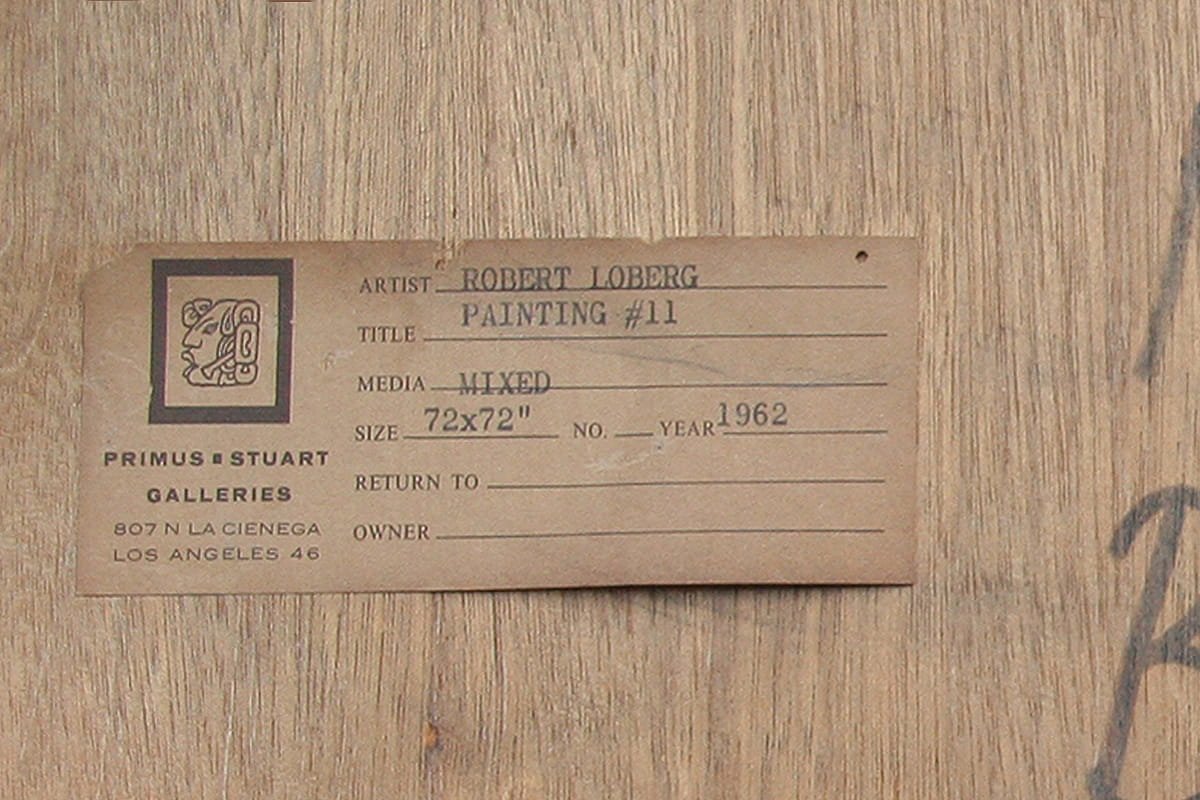 PRIMUS STUART
GALLERIES
807 N LA CIENEGA
LOS ANGELES 46
ARTIST ROBERT LOBERG
TITLE PAINTING #11
MEDIA MIXED
SIZE 72x72" NO. YEAR 1962
RETURN TO
OWNER